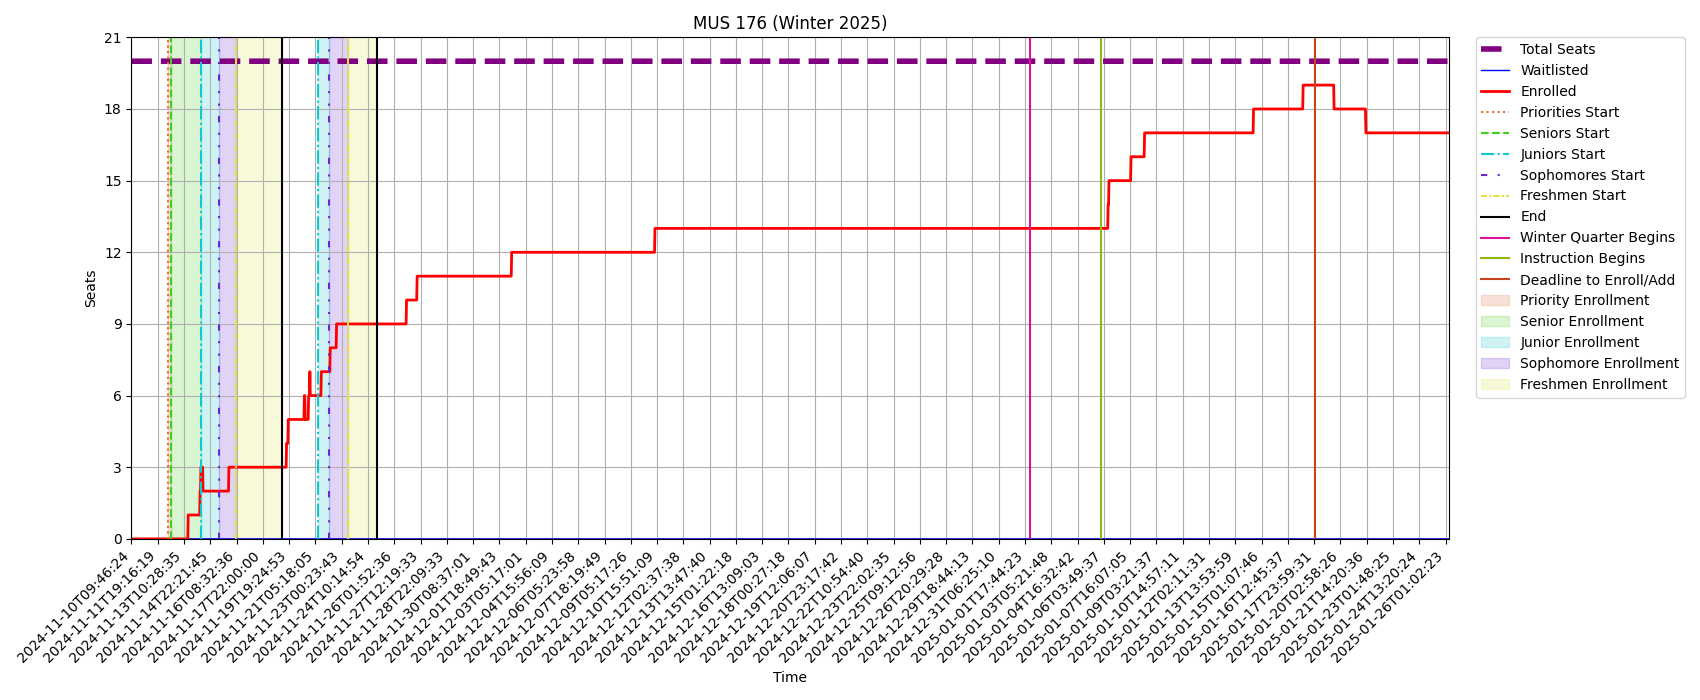 MUS 176 (Winter 2025)
21
18
15
12
9
6
3
0
Seats
2024-11-10T09:46:24
2024-11-11T19:16:19
2024-11-13T10:28:35
2024-11-14T22:21:45
2024-11-16T08:32:36
2024-11-17T22:00:00
2024-11-19T19:24:53
2024-11-21T05:18:05
2024-11-23T00:23:43
2024-11-24T10:14:54
2024-11-26T01:52:36
2024-11-27T12:19:33
2024-11-28T22:09:33
2024-11-30T08:37:01
2024-12-01T18:49:43
2024-12-03T05:17:01
2024-12-04T15:56:09
2024-12-06T05:23:58
2024-12-07T18:19:49
2024-12-09T05:17:26
2024-12-10T15:51:09
2024-12-12T02:37:38
2024-12-13T13:47:40
2024-12-15T01:22:18
2024-12-16T13:09:03
2024-12-18T00:27:18
2024-12-19T12:06:07
2024-12-20T23:17:42
2024-12-22T10:54:40
2024-12-23T22:02:35
2024-12-25T09:12:56
2024-12-26T20:29:28
2024-12-29T18:44:13
2024-12-31T06:25:10
2025-01-01T17:44:23
2025-01-03T05:21:48
2025-01-04T16:32:42
2025-01-06T03:49:37
2025-01-07T16:07:05
2025-01-09T03:21:37
2025-01-10T14:57:11
2025-01-12T02:11:31
2025-01-13T13:53:59
2025-01-15T01:07:46
2025-01-16T12:45:37
2025-01-17T23:59:31
2025-01-20T02:58:26
2025-01-21T14:20:36
2025-01-23T01:48:25
2025-01-24T13:20:24
2025-01-26T01:02:23
Time
Total Seats
Waitlisted
Enrolled
Priorities Start
Seniors Start
Juniors Start
Sophomores Start
Freshmen Start
End
Winter Quarter Begins
Instruction Begins
Deadline to Enroll/Add
Priority Enrollment
Senior Enrollment
Junior Enrollment
Sophomore Enrollment
Freshmen Enrollment